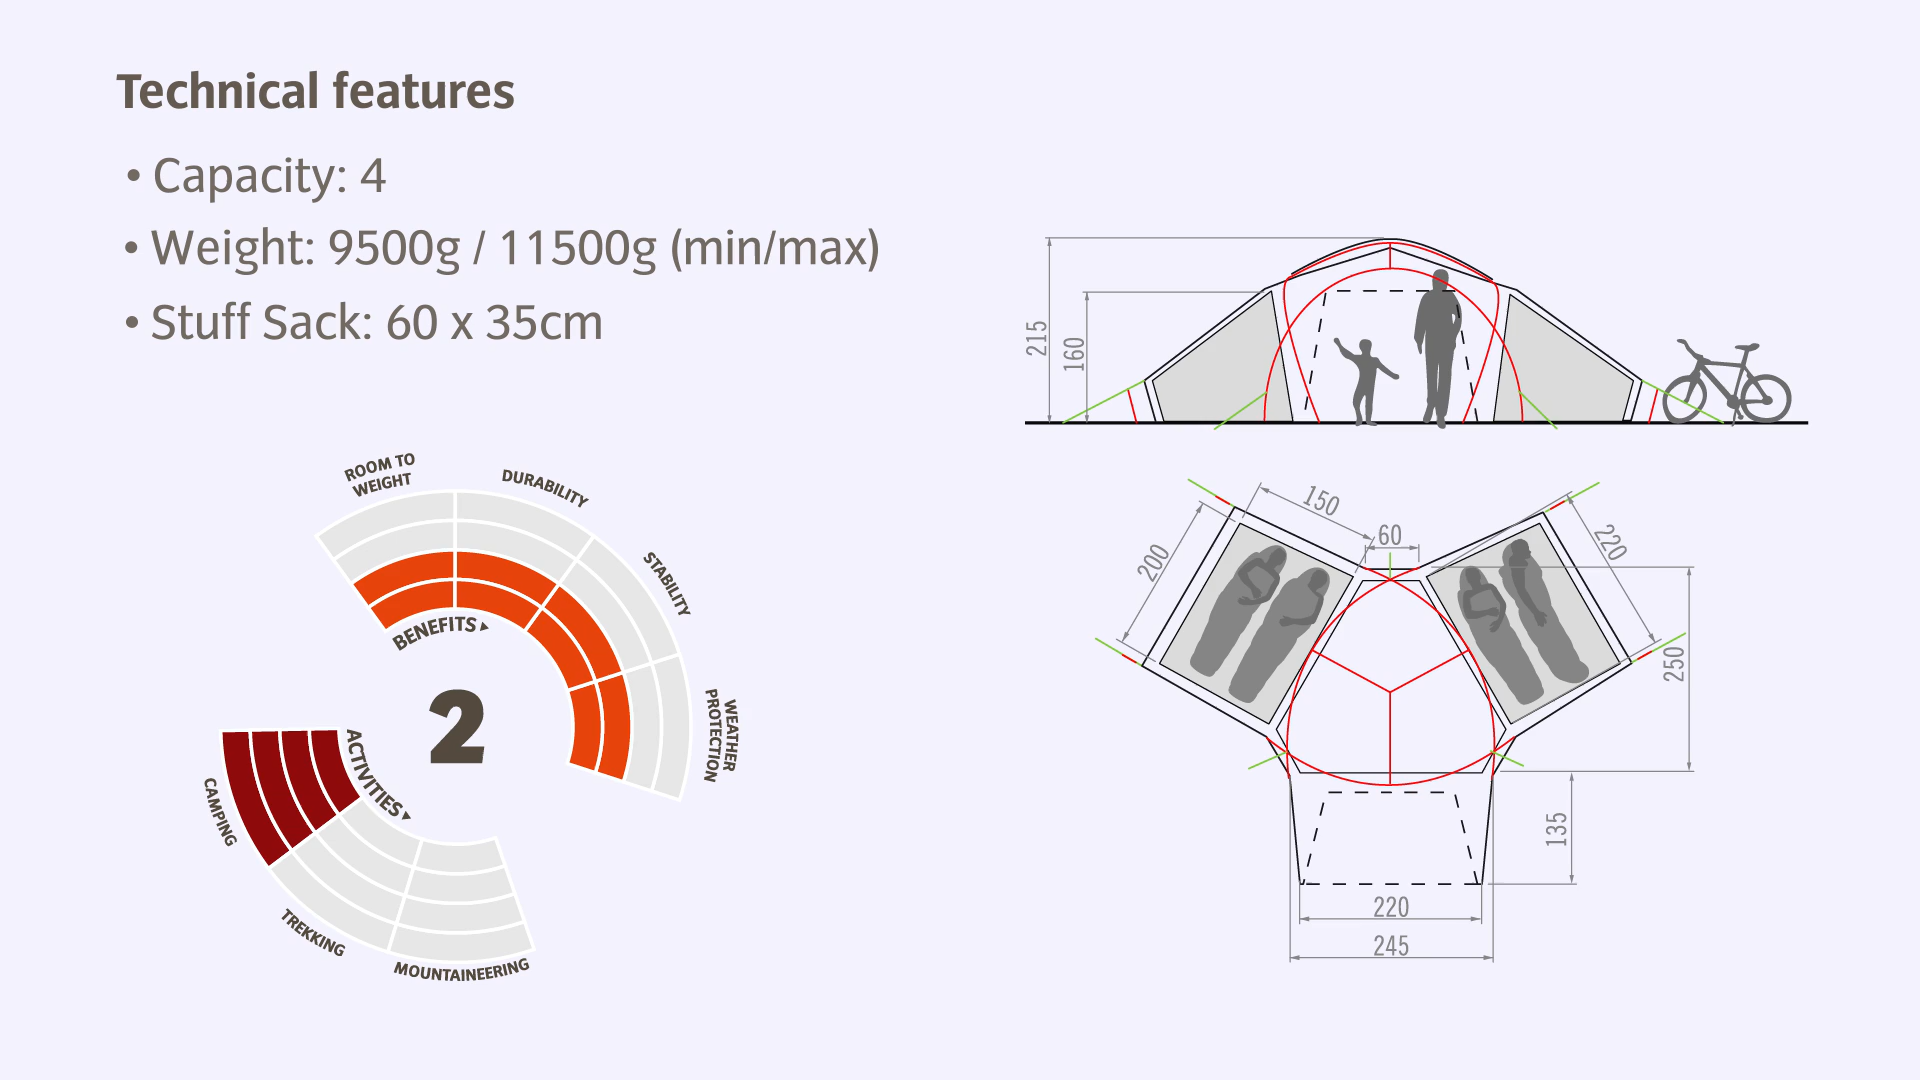 Technical features
• Capacity: 4
• Weight: 9500g / 11500g (min/max)
• Stuff Sack: 60 x 35cm
215
160
ROOM TO
WEIGHT
DURABILITY
STABILITY
WEATHER
PROTECTION
BENEFITS
2
ACTIVITIES
CAMPING
TREKKING
MOUNTAINEERING
150
60
200
220
250
135
220
245